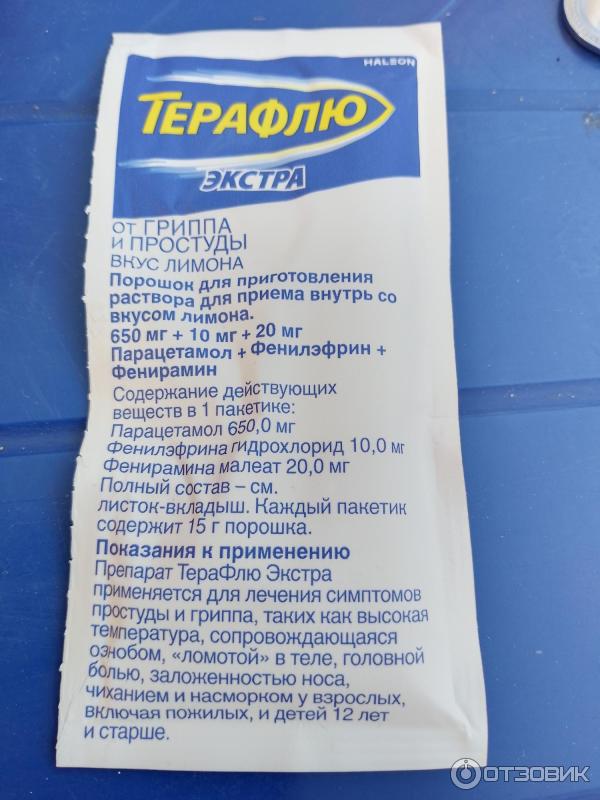 HALEON
ТЕРАФЛЮ
ЭКСТРА
от ГРИППА
и ПРОСТУДЫ
ВКУС ЛИМОНА
Порошок для приготовления
раствора для приема внутрь со
вкусом лимона.
650 мг + 10 мг + 20 мг
Парацетамол + Фенилэфрин +
Фенирамин
Содержание действующих
веществ в 1 пакетике:
Парацетамол 650,0 мг
Фенилэфрина гидрохлорид 10,0 мг
Фенирамина малеат 20,0 мг
Полный состав – см.
листок-вкладыш. Каждый пакетик
содержит 15 г порошка.
Показания к применению
Препарат ТераФлю Экстра
применяется для лечения симптомов
простуды и гриппа, таких как высокая
температура, сопровождающаяся
ознобом, «ломотой» в теле, головной
болью, заложенностью носа,
чиханием и насморком у взрослых,
включая пожилых, и детей 12 лет
и старше.
ОТЗОВИК